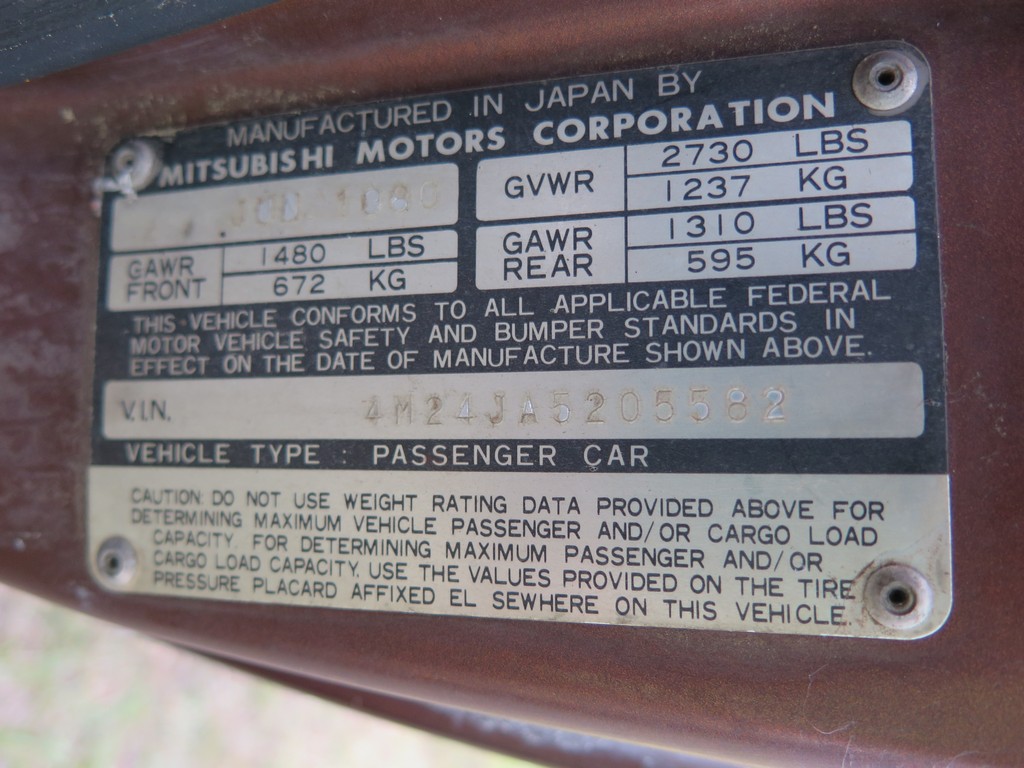 MANUFACTURED IN JAPAN BY
MITSUBISHI MOTORS CORPORATION
GAWR FRONT
1480 LBS
672 KG
GVWR
2730 LBS
1237 KG
GAWR REAR
1310 LBS
595 KG
THIS VEHICLE CONFORMS TO ALL APPLICABLE FEDERAL
MOTOR VEHICLE SAFETY AND BUMPER STANDARDS IN
EFFECT ON THE DATE OF MANUFACTURE SHOWN ABOVE.
V.I.N. 4M24JA5205582
VEHICLE TYPE : PASSENGER CAR
CAUTION: DO NOT USE WEIGHT RATING DATA PROVIDED ABOVE FOR
DETERMINING MAXIMUM VEHICLE PASSENGER AND/OR CARGO LOAD
CAPACITY. FOR DETERMINING MAXIMUM PASSENGER AND/OR
CARGO LOAD CAPACITY, USE THE VALUES PROVIDED ON THE TIRE
PRESSURE PLACARD AFFIXED EL SEWHERE ON THIS VEHICLE.